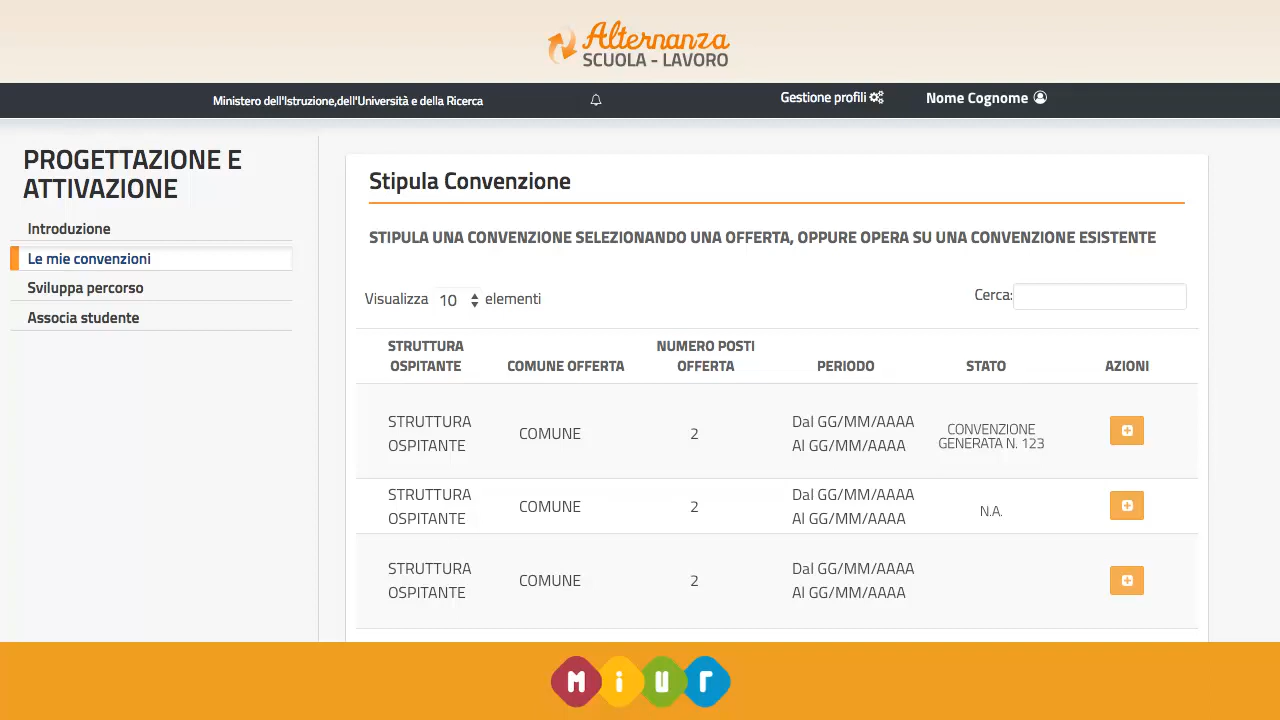 Alternanza
SCUOLA - LAVORO
Ministero dell'Istruzione,dell'Università e della Ricerca
Gestione profili
Nome Cognome
PROGETTAZIONE E
ATTIVAZIONE
Introduzione
Le mie convenzioni
Sviluppa percorso
Associa studente
Stipula Convenzione
STIPULA UNA CONVENZIONE SELEZIONANDO UNA OFFERTA, OPPURE OPERA SU UNA CONVENZIONE ESISTENTE
Visualizza 10 elementi
Cerca:
STRUTTURA
OSPITANTE
COMUNE OFFERTA
NUMERO POSTI
OFFERTA
PERIODO
STATO
AZIONI
STRUTTURA
OSPITANTE
COMUNE
2
Dal GG/MM/AAAA
Al GG/MM/AAAA
CONVENZIONE
GENERATA N. 123
STRUTTURA
OSPITANTE
COMUNE
2
Dal GG/MM/AAAA
Al GG/MM/AAAA
N.A.
STRUTTURA
OSPITANTE
COMUNE
2
Dal GG/MM/AAAA
Al GG/MM/AAAA
MiUr